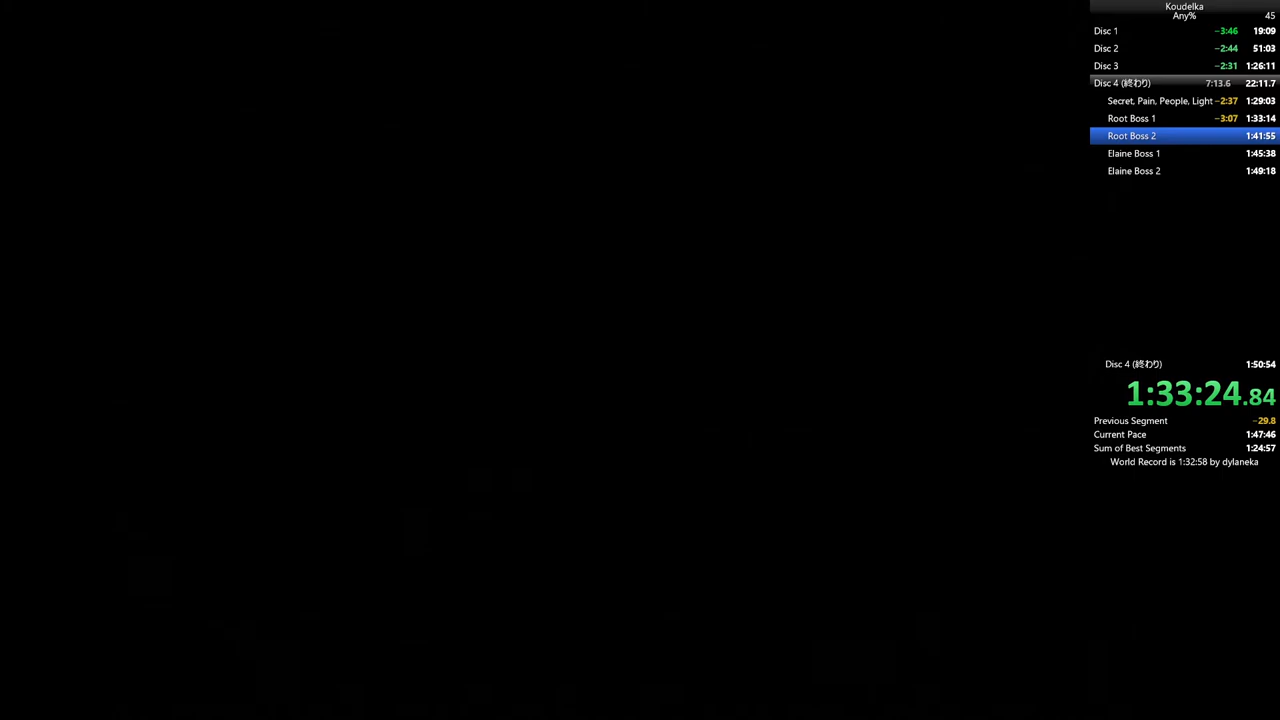 Koudelka
Any% 45
Disc 1 −3:46 19:09
Disc 2 −2:44 51:03
Disc 3 −2:31 1:26:11
Disc 4 (終わり) 7:13.6 22:11.7
Secret, Pain, People, Light −2:37 1:29:03
Root Boss 1 −3:07 1:33:14
Root Boss 2 1:41:55
Elaine Boss 1 1:45:38
Elaine Boss 2 1:49:18
Disc 4 (終わり) 1:50:54
1:33:24.84
Previous Segment −29.8
Current Pace 1:47:46
Sum of Best Segments 1:24:57
World Record is 1:32:58 by dylaneka